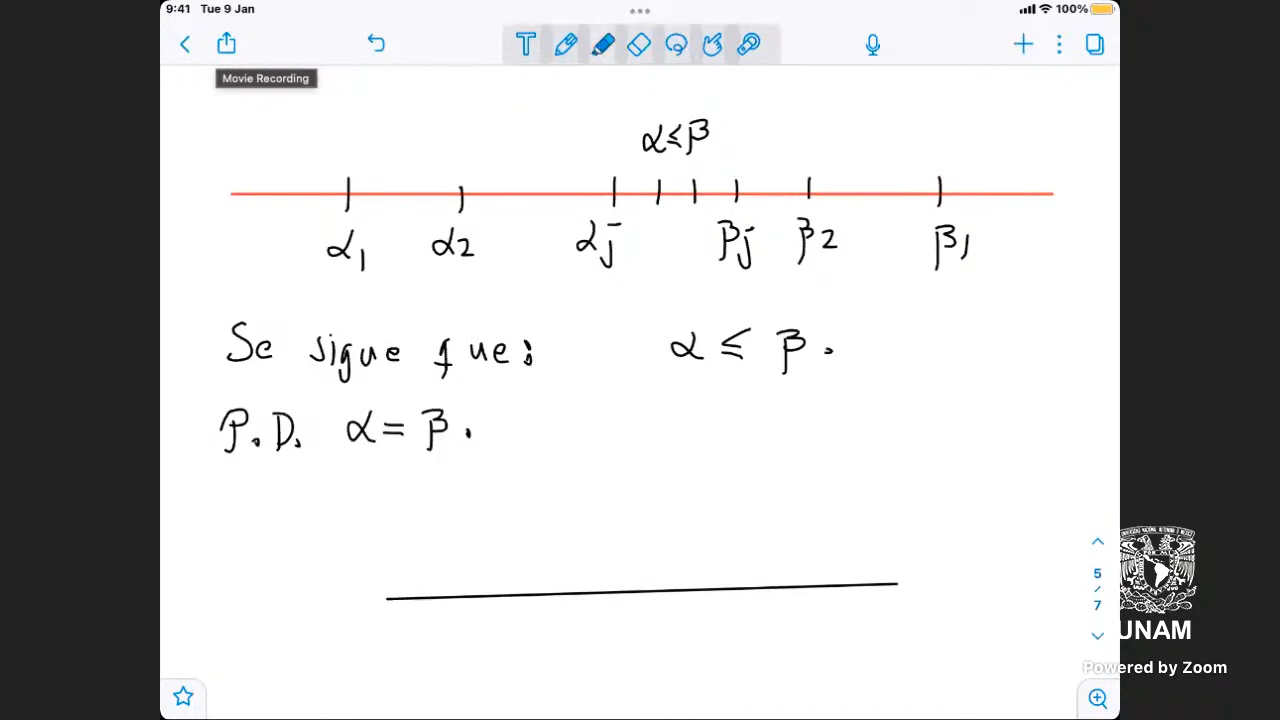 9:41 Tue 9 Jan 100%
Movie Recording
α ≤ β
α1 α2 αj βj β2 β1
Se sigue que: α ≤ β.
P.D. α = β.
5
/
7
UNAM
Powered by Zoom